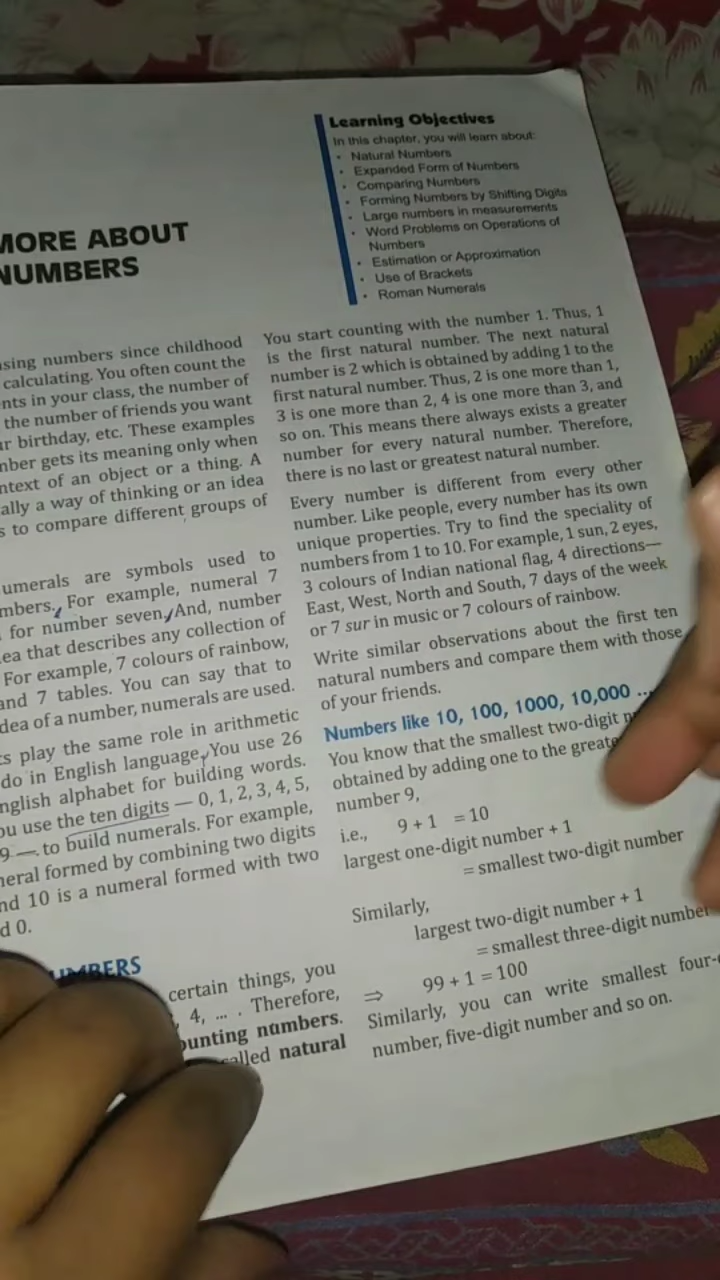 MORE ABOUT
NUMBERS
Learning Objectives
In this chapter, you will learn about:
• Natural Numbers
• Expanded Form of Numbers
• Comparing Numbers
• Forming Numbers by Shifting Digits
• Large numbers in measurements
• Word Problems on Operations of
Numbers
• Estimation or Approximation
• Use of Brackets
• Roman Numerals
numbers since childhood
calculating. You often count the
in your class, the number of
the number of friends you want
birthday, etc. These examples
gets its meaning only when
of an object or a thing. A
a way of thinking or an idea
to compare different groups of
are symbols used to
For example, numeral 7
for number seven. And, number
that describes any collection of
For example, 7 colours of rainbow,
and 7 tables. You can say that to
of a number, numerals are used.
play the same role in arithmetic
do in English language. You use 26
alphabet for building words.
use the ten digits — 0, 1, 2, 3, 4, 5,
9 — to build numerals. For example,
formed by combining two digits
10 is a numeral formed with two
0.
certain things, you
4, ... . Therefore,
numbers.
natural
You start counting with the number 1. Thus, 1
is the first natural number. The next natural
number is 2 which is obtained by adding 1 to the
first natural number. Thus, 2 is one more than 1,
3 is one more than 2, 4 is one more than 3, and
so on. This means there always exists a greater
number for every natural number. Therefore,
there is no last or greatest natural number.
Every number is different from every other
number. Like people, every number has its own
unique properties. Try to find the speciality of
numbers from 1 to 10. For example, 1 sun, 2 eyes,
3 colours of Indian national flag, 4 directions—
East, West, North and South, 7 days of the week
or 7 sur in music or 7 colours of rainbow.
Write similar observations about the first ten
natural numbers and compare them with those
of your friends.
Numbers like 10, 100, 1000, 10,000 ...
You know that the smallest two-digit
obtained by adding one to the
number 9,
i.e., 9 + 1 = 10
largest one-digit number + 1
= smallest two-digit number
Similarly,
largest two-digit number + 1
= smallest three-digit number
⇒ 99 + 1 = 100
Similarly, you can write smallest
number, five-digit number and so on.